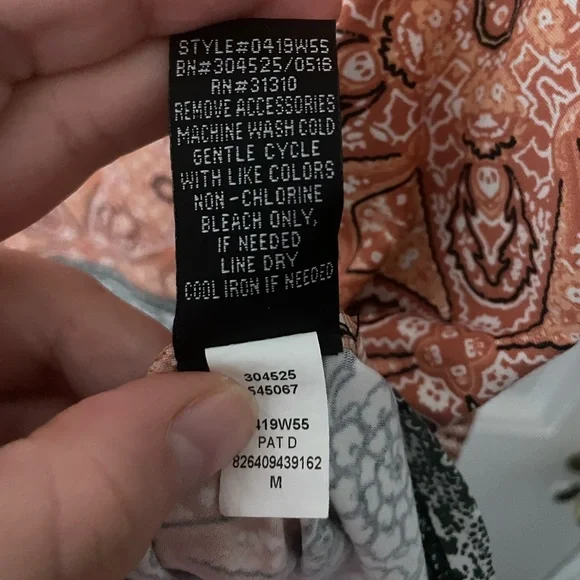 STYLE#0419W55
BN#304525/0516
RN#31310
REMOVE ACCESSORIES
MACHINE WASH COLD
GENTLE CYCLE
WITH LIKE COLORS
NON-CHLORINE
BLEACH ONLY,
IF NEEDED
LINE DRY
COOL IRON IF NEEDED
304525
545067
419W55
PAT D
826409439162
M